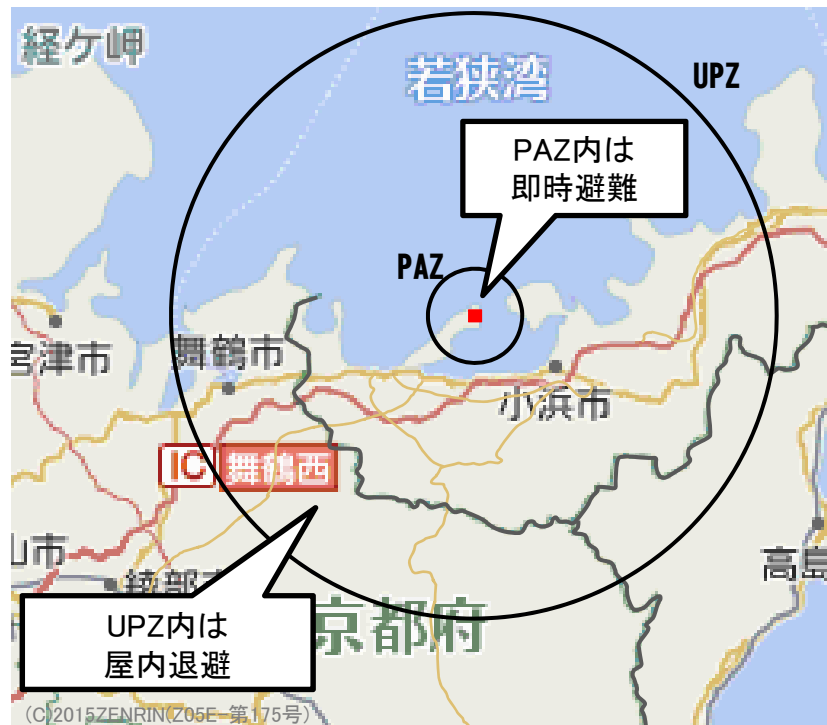 経ケ岬
若狭湾
UPZ
PAZ内は
即時避難
PAZ
宮津市
舞鶴市
小浜市
IC 舞鶴西
山市
綾部市
高島
UPZ内は
屋内退避
京都府
(C)2015ZENRIN(Z05E-第175号)